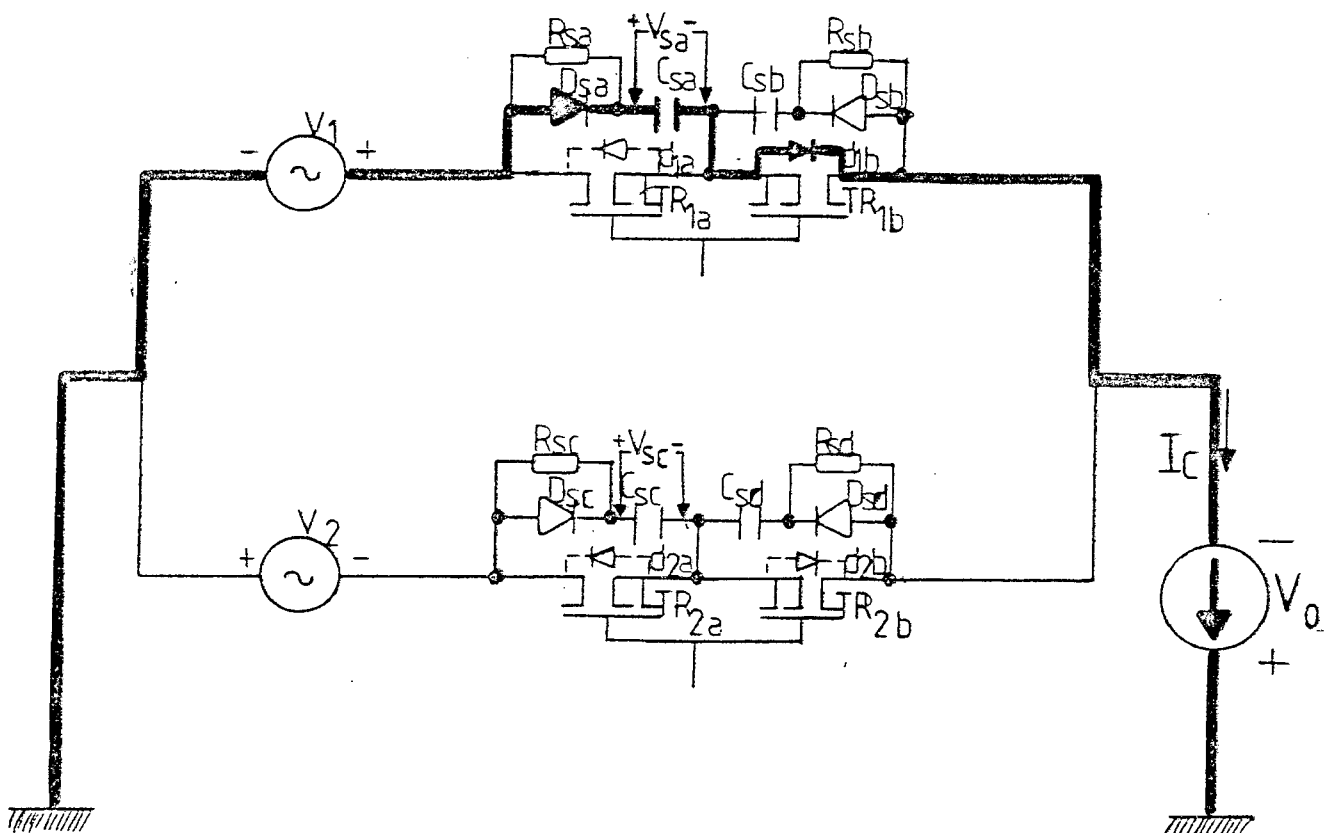 Rsa
+Vsa-
Rsb
Dsa
Csa
Csb
Dsb
V1
- +
d1a
d1b
TR1a
TR1b
Rsc
+Vsc-
Rsd
Dsc
Csc
Csd
Dsd
IC
V2
+ -
d2a
d2b
TR2a
TR2b
-
Vo
+